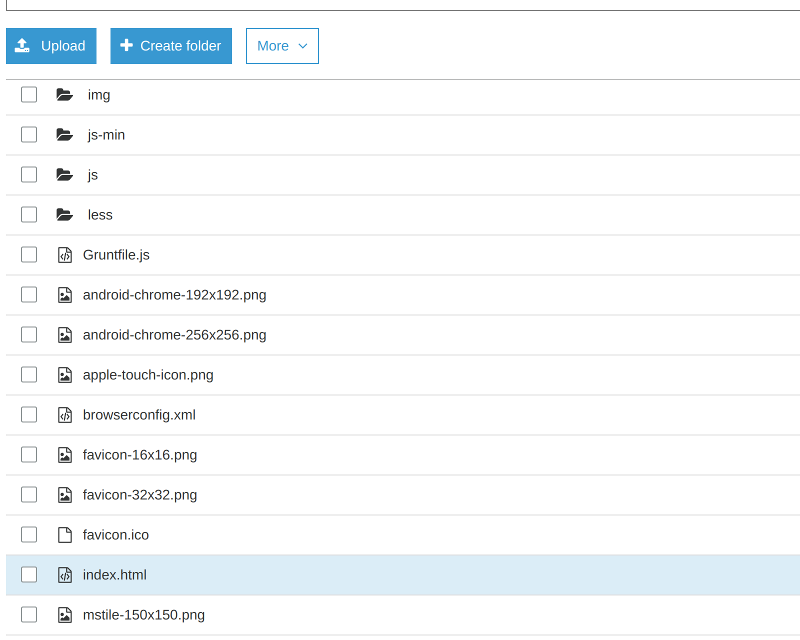 Upload Create folder More
img
js-min
js
less
Gruntfile.js
android-chrome-192x192.png
android-chrome-256x256.png
apple-touch-icon.png
browserconfig.xml
favicon-16x16.png
favicon-32x32.png
favicon.ico
index.html
mstile-150x150.png